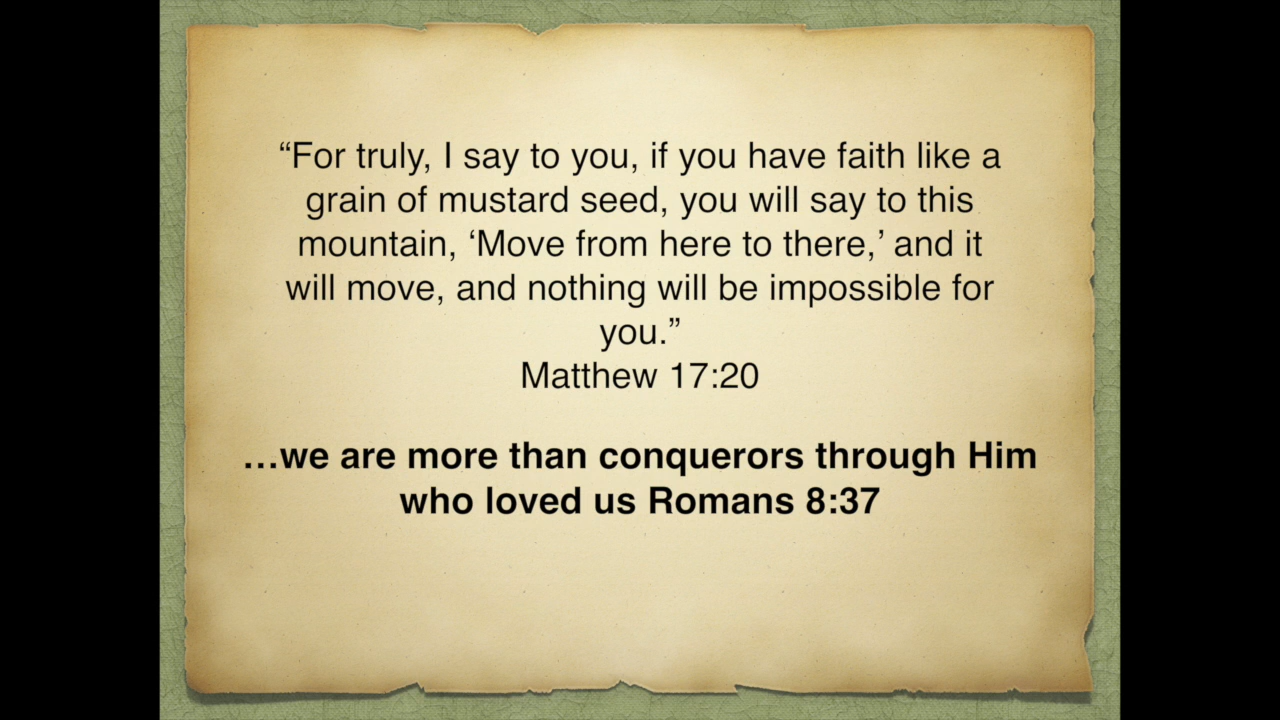 “For truly, I say to you, if you have faith like a
grain of mustard seed, you will say to this
mountain, ‘Move from here to there,’ and it
will move, and nothing will be impossible for
you.”
Matthew 17:20
…we are more than conquerors through Him
who loved us Romans 8:37